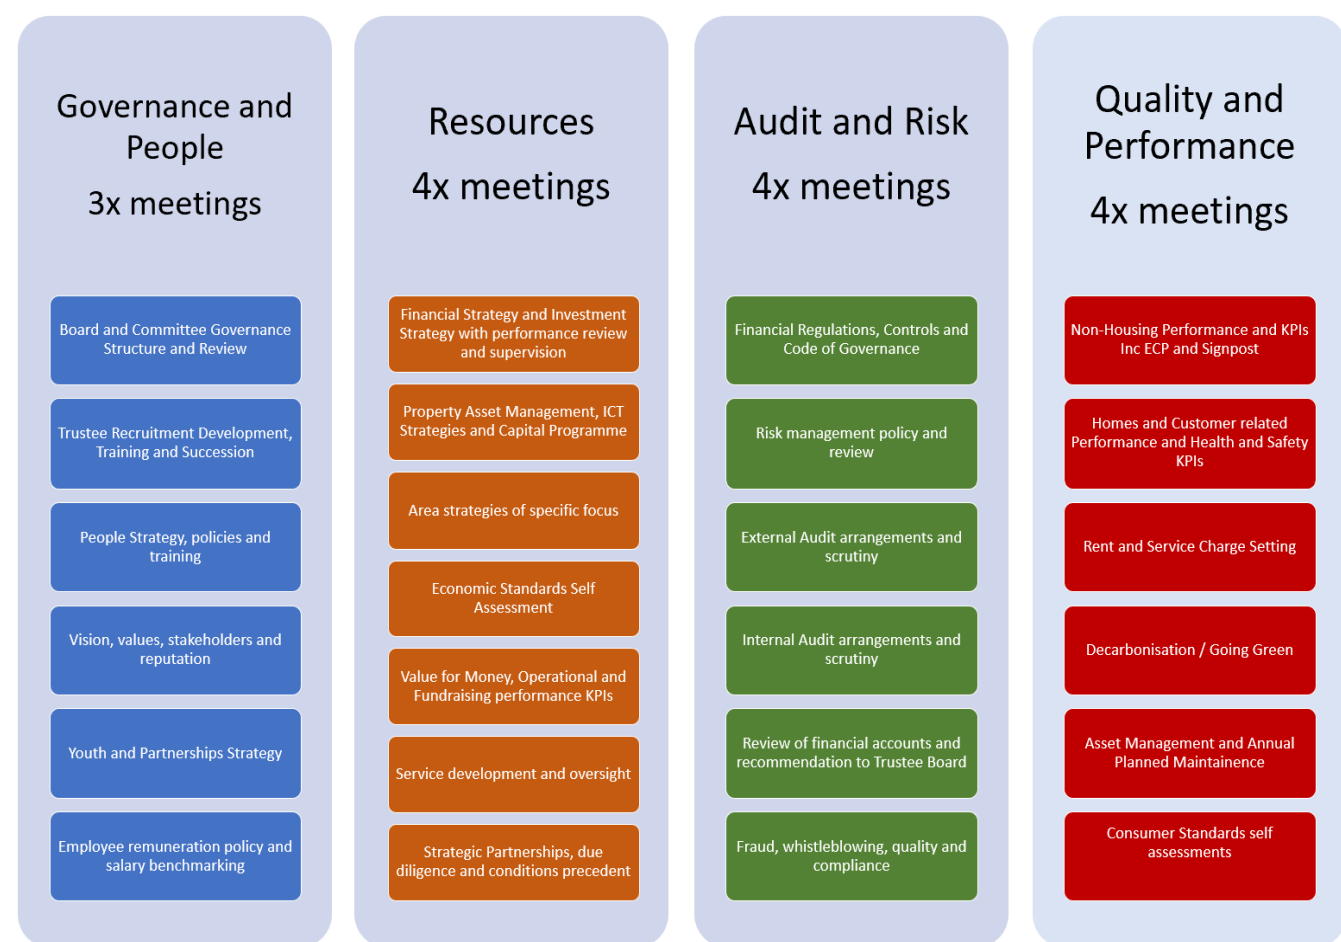 Governance and
People
3x meetings
Board and Committee Governance
Structure and Review
Trustee Recruitment Development,
Training and Succession
People Strategy, policies and
training
Vision, values, stakeholders and
reputation
Youth and Partnerships Strategy
Employee remuneration policy and
salary benchmarking
Resources
4x meetings
Financial Strategy and Investment
Strategy with performance review
and supervision
Property Asset Management, ICT
Strategies and Capital Programme
Area strategies of specific focus
Economic Standards Self
Assessment
Value for Money, Operational and
Fundraising performance KPIs
Service development and oversight
Strategic Partnerships, due
diligence and conditions precedent
Audit and Risk
4x meetings
Financial Regulations, Controls and
Code of Governance
Risk management policy and
review
External Audit arrangements and
scrutiny
Internal Audit arrangements and
scrutiny
Review of financial accounts and
recommendation to Trustee Board
Fraud, whistleblowing, quality and
compliance
Quality and
Performance
4x meetings
Non-Housing Performance and KPIs
Inc ECP and Signpost
Homes and Customer related
Performance and Health and Safety
KPIs
Rent and Service Charge Setting
Decarbonisation / Going Green
Asset Management and Annual
Planned Maintainence
Consumer Standards self
assessments